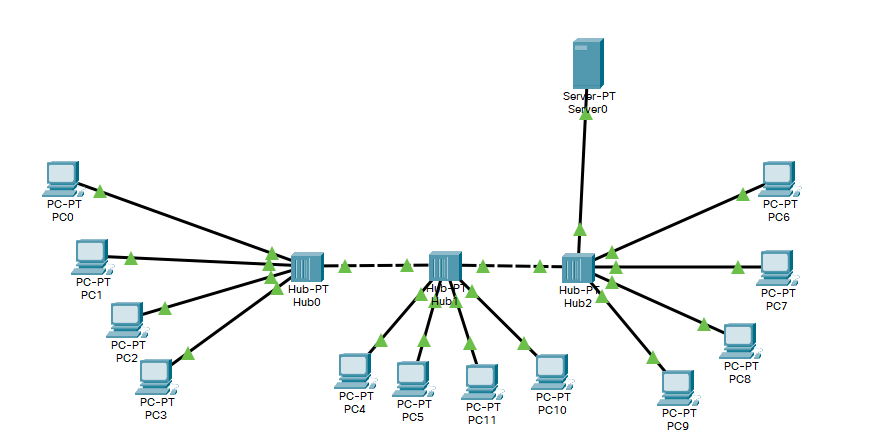 Server-PT
Server0
PC-PT
PC0
PC-PT
PC6
PC-PT
PC1
Hub-PT
Hub0
Hub-PT
Hub1
Hub-PT
Hub2
PC-PT
PC7
PC-PT
PC2
PC-PT
PC8
PC-PT
PC3
PC-PT
PC4
PC-PT
PC5
PC-PT
PC11
PC-PT
PC10
PC-PT
PC9